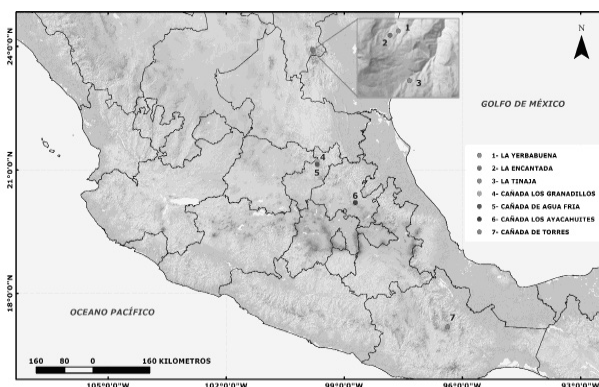 24°0'0"N
21°0'0"N
18°0'0"N
1
2
3
4
5
6
7
N
GOLFO DE MÉXICO
1- LA YERBABUENA
2- LA ENCANTADA
3- LA TINAJA
4- CAÑADA LOS GRANADILLOS
5- CAÑADA DE AGUA FRIA
6- CAÑADA LOS AYACAHUITES
7- CAÑADA DE TORRES
OCEANO PACÍFICO
160 80 0 160 KILOMETROS
105°0'0"W 102°0'0"W 96°0'0"W 93°0'0"W